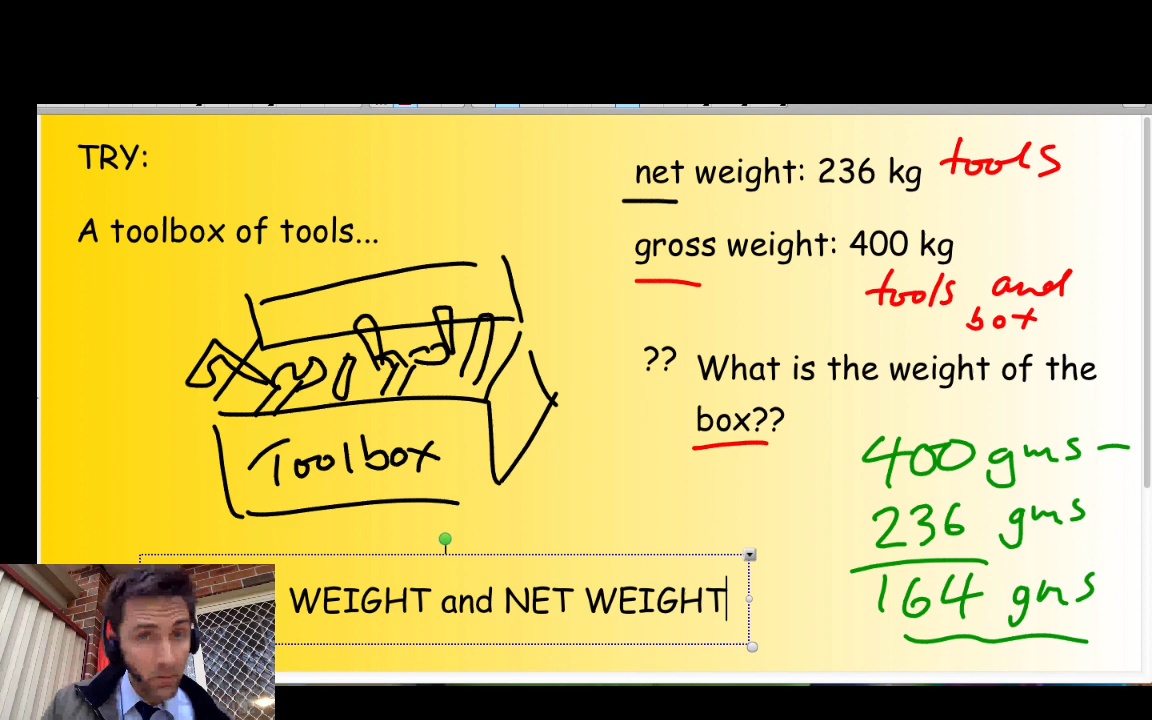 TRY:
A toolbox of tools...
Toolbox
net weight: 236 kg tools
gross weight: 400 kg
tools and
box
?? What is the weight of the
box??
400 gms -
236 gms
164 gms
WEIGHT and NET WEIGHT